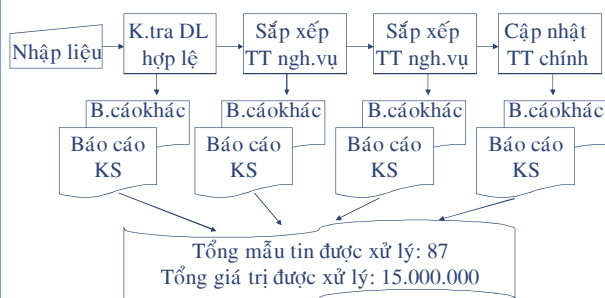 Nhập liệu
K.tra DL
hợp lệ
Sắp xếp
TT ngh.vụ
Sắp xếp
TT ngh.vụ
Cập nhật
TT chính
B.cáokhác
B.cáokhác
B.cáokhác
B.cáokhác
Báo cáo
KS
Báo cáo
KS
Báo cáo
KS
Báo cáo
KS
Tổng mẫu tin được xử lý: 87
Tổng giá trị được xử lý: 15.000.000